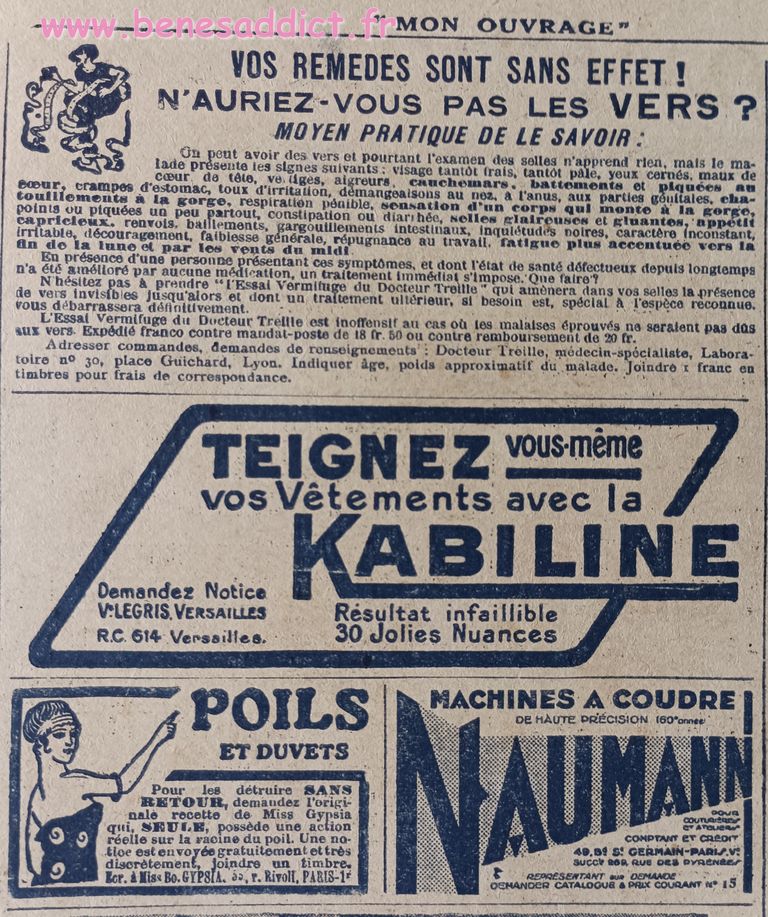 www.benesaddict.fr
"MON OUVRAGE"
VOS REMEDES SONT SANS EFFET !
N'AURIEZ-VOUS PAS LES VERS ?
MOYEN PRATIQUE DE LE SAVOIR :
On peut avoir des vers et pourtant l'examen des selles n'apprend rien, mais le ma-
lade présente les signes suivants : visage tantôt frais, tantôt pâle, yeux cernés, maux de
cœur, de tête, vertiges, aigreurs, cauchemars, battements et piquées au
cœur, crampes d'estomac, toux d'irritation, démangeaisons au nez, à l'anus, aux parties génitales, cha-
touillements à la gorge, respiration pénible, sensation d'un corps qui monte à la gorge,
points ou piquées un peu partout, constipation ou diarrhée, selles glaireuses et gluantes, appétit
capricieux, renvois, baillements, gargouillements intestinaux, inquiétudes noires, caractère inconstant,
irritable, découragement, faiblesse générale, répugnance au travail, fatigue plus accentuée vers la
fin de la lune et par les vents du midi.
En présence d'une personne présentant ces symptômes, et dont l'état de santé défectueux depuis longtemps
n'a été amélioré par aucune médication, un traitement immédiat s'impose. Que faire ?
N'hésitez pas à prendre "l'Essai Vermifuge du Docteur Treille" qui amènera dans vos selles la présence
de vers invisibles jusqu'alors et dont un traitement ultérieur, si besoin est, spécial à l'espèce reconnue,
vous débarrassera définitivement.
L'Essai Vermifuge du Docteur Treille est inoffensif au cas où les malaises éprouvés ne seraient pas dûs
aux vers. Expédié franco contre mandat-poste de 18 fr. 50 ou contre remboursement de 20 fr.
Adresser commandes, demandes de renseignements : Docteur Treille, médecin-spécialiste, Labora-
toire nº 30, place Guichard, Lyon. Indiquer âge, poids approximatif du malade. Joindre 1 franc en
timbres pour frais de correspondance.
TEIGNEZ vous-même
vos Vêtements avec la
KABILINE
Demandez Notice
Vve LEGRIS, VERSAILLES
R.C. 614 Versailles.
Résultat infaillible
30 Jolies Nuances
POILS
ET DUVETS
Pour les détruire SANS
RETOUR, demandez l'origi-
nale recette de Miss Gypsia
qui, SEULE, possède une action
réelle sur la racine du poil. Une no-
tice est envoyée gratuitement et très
discrètement, joindre un timbre.
Ecr. à Miss Bo. GYPSIA. r. Rivoli, PARIS-1er
MACHINES A COUDRE
DE HAUTE PRÉCISION (60e année)
NAUMANN
POUR
COUTURIÈRES
ET ATELIERS
COMPTANT ET CRÉDIT
49, Bd St GERMAIN-PARIS-Ve
SUCCle 269, RUE DES PYRÉNÉES
REPRÉSENTANT SUR DEMANDE
DEMANDER CATALOGUE & PRIX COURANT Nº 15